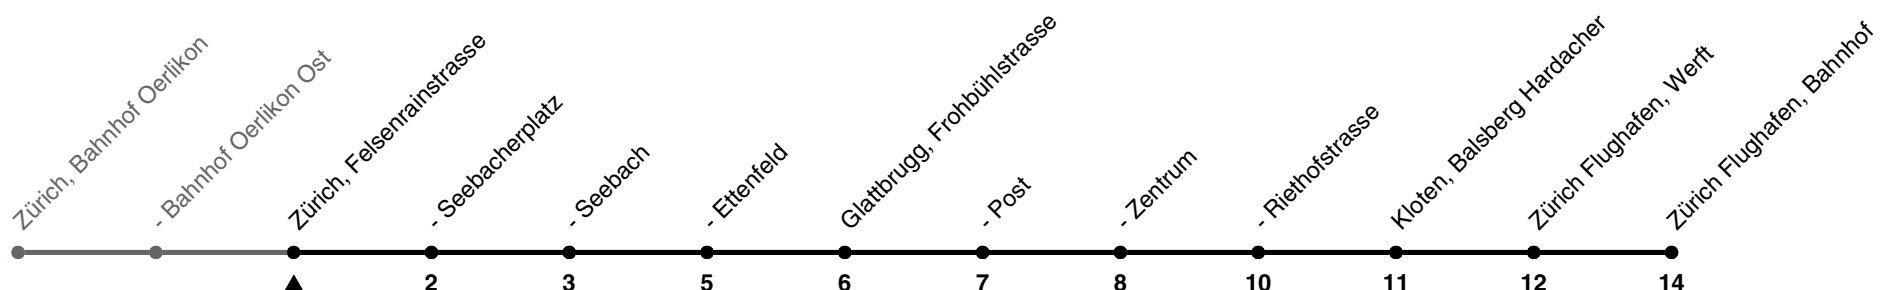 Zürich, Bahnhof Oerlikon
- Bahnhof Oerlikon Ost
Zürich, Felsenrainstrasse
- Seebacherplatz
- Seebach
- Ettenfeld
Glattbrugg, Frohbühlstrasse
- Post
- Zentrum
- Riethofstrasse
Kloten, Balsberg Hardacher
Zürich Flughafen, Werft
Zürich Flughafen, Bahnhof
2 3 5 6 7 8 10 11 12 14